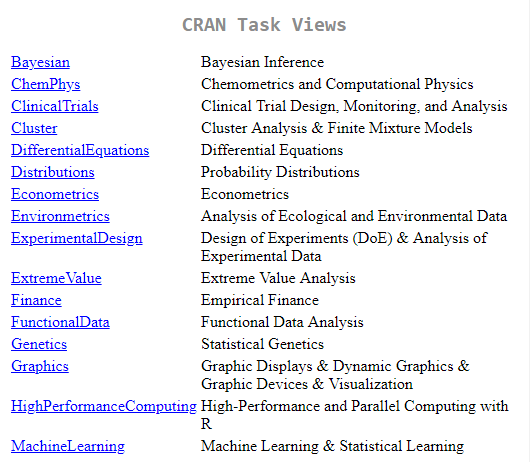 CRAN Task Views
Bayesian Bayesian Inference
ChemPhys Chemometrics and Computational Physics
ClinicalTrials Clinical Trial Design, Monitoring, and Analysis
Cluster Cluster Analysis & Finite Mixture Models
DifferentialEquations Differential Equations
Distributions Probability Distributions
Econometrics Econometrics
Environmetrics Analysis of Ecological and Environmental Data
ExperimentalDesign Design of Experiments (DoE) & Analysis of
Experimental Data
ExtremeValue Extreme Value Analysis
Finance Empirical Finance
FunctionalData Functional Data Analysis
Genetics Statistical Genetics
Graphics Graphic Displays & Dynamic Graphics &
Graphic Devices & Visualization
HighPerformanceComputing High-Performance and Parallel Computing with
R
MachineLearning Machine Learning & Statistical Learning